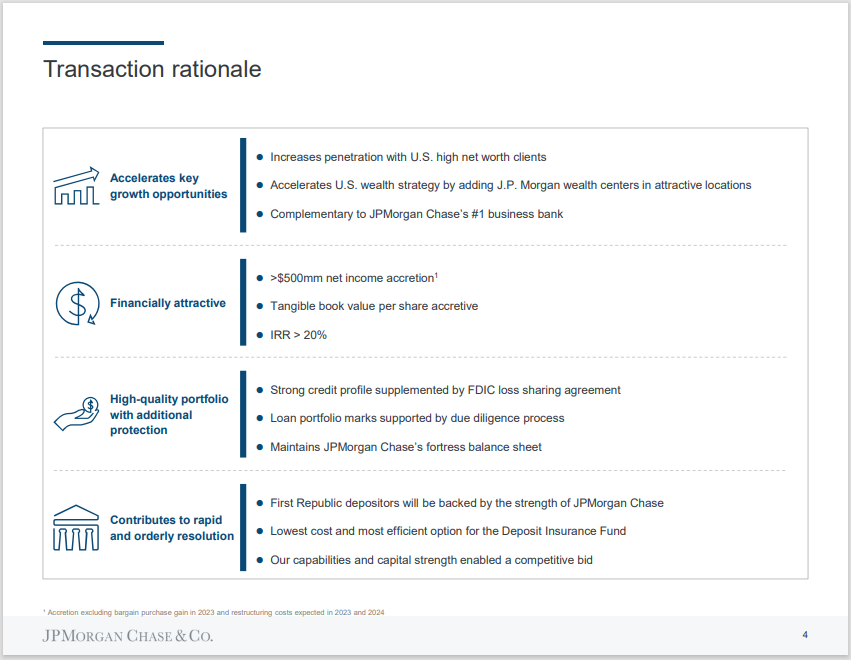 Transaction rationale
Accelerates key
growth opportunities
● Increases penetration with U.S. high net worth clients
● Accelerates U.S. wealth strategy by adding J.P. Morgan wealth centers in attractive locations
● Complementary to JPMorgan Chase’s #1 business bank
Financially attractive
● >$500mm net income accretion¹
● Tangible book value per share accretive
● IRR > 20%
High-quality portfolio
with additional
protection
● Strong credit profile supplemented by FDIC loss sharing agreement
● Loan portfolio marks supported by due diligence process
● Maintains JPMorgan Chase’s fortress balance sheet
Contributes to rapid
and orderly resolution
● First Republic depositors will be backed by the strength of JPMorgan Chase
● Lowest cost and most efficient option for the Deposit Insurance Fund
● Our capabilities and capital strength enabled a competitive bid
¹ Accretion excluding bargain purchase gain in 2023 and restructuring costs expected in 2023 and 2024
JPMORGAN CHASE & CO.
4